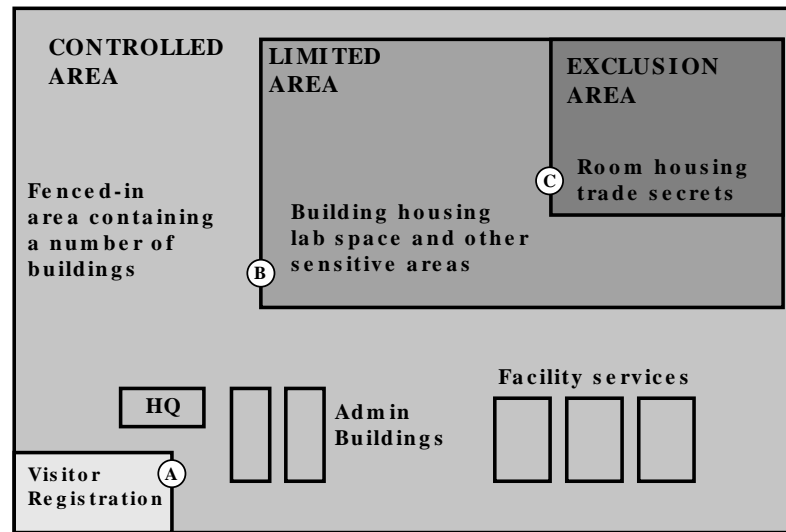 CONTROLLED
AREA
LIMITED
AREA
EXCLUSION
AREA
Fenced-in
area containing
a number of
buildings
Building housing
lab space and other
sensitive areas
Room housing
trade secrets
C
B
HQ
Admin
Buildings
Facility services
Visitor
Registration
A